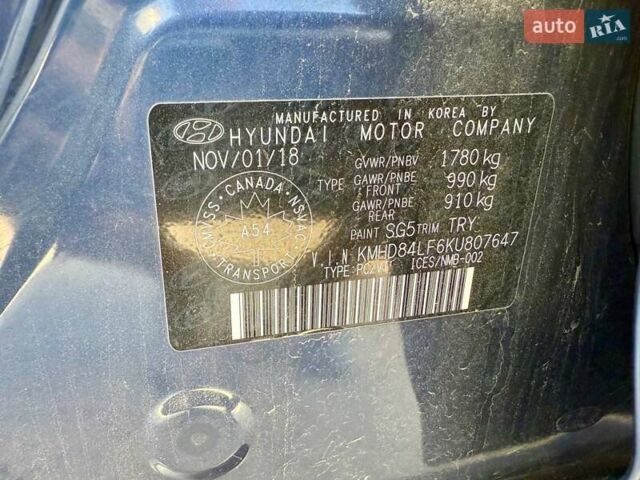 auto RIA
.com
MANUFACTURED IN KOREA BY
HYUNDAI MOTOR COMPANY
NOV/01/18
GVWR/PNBV 1780 kg
TYPE GAWR/PNBE FRONT 990 kg
GAWR/PNBE REAR 910 kg
PAINT SG5 TRIM TRY
CMVSS · CANADA · NSVAC
A54
TRANSPORT
V.I.N KMHD84LF6KU807647
TYPE: ICES/NMB-002